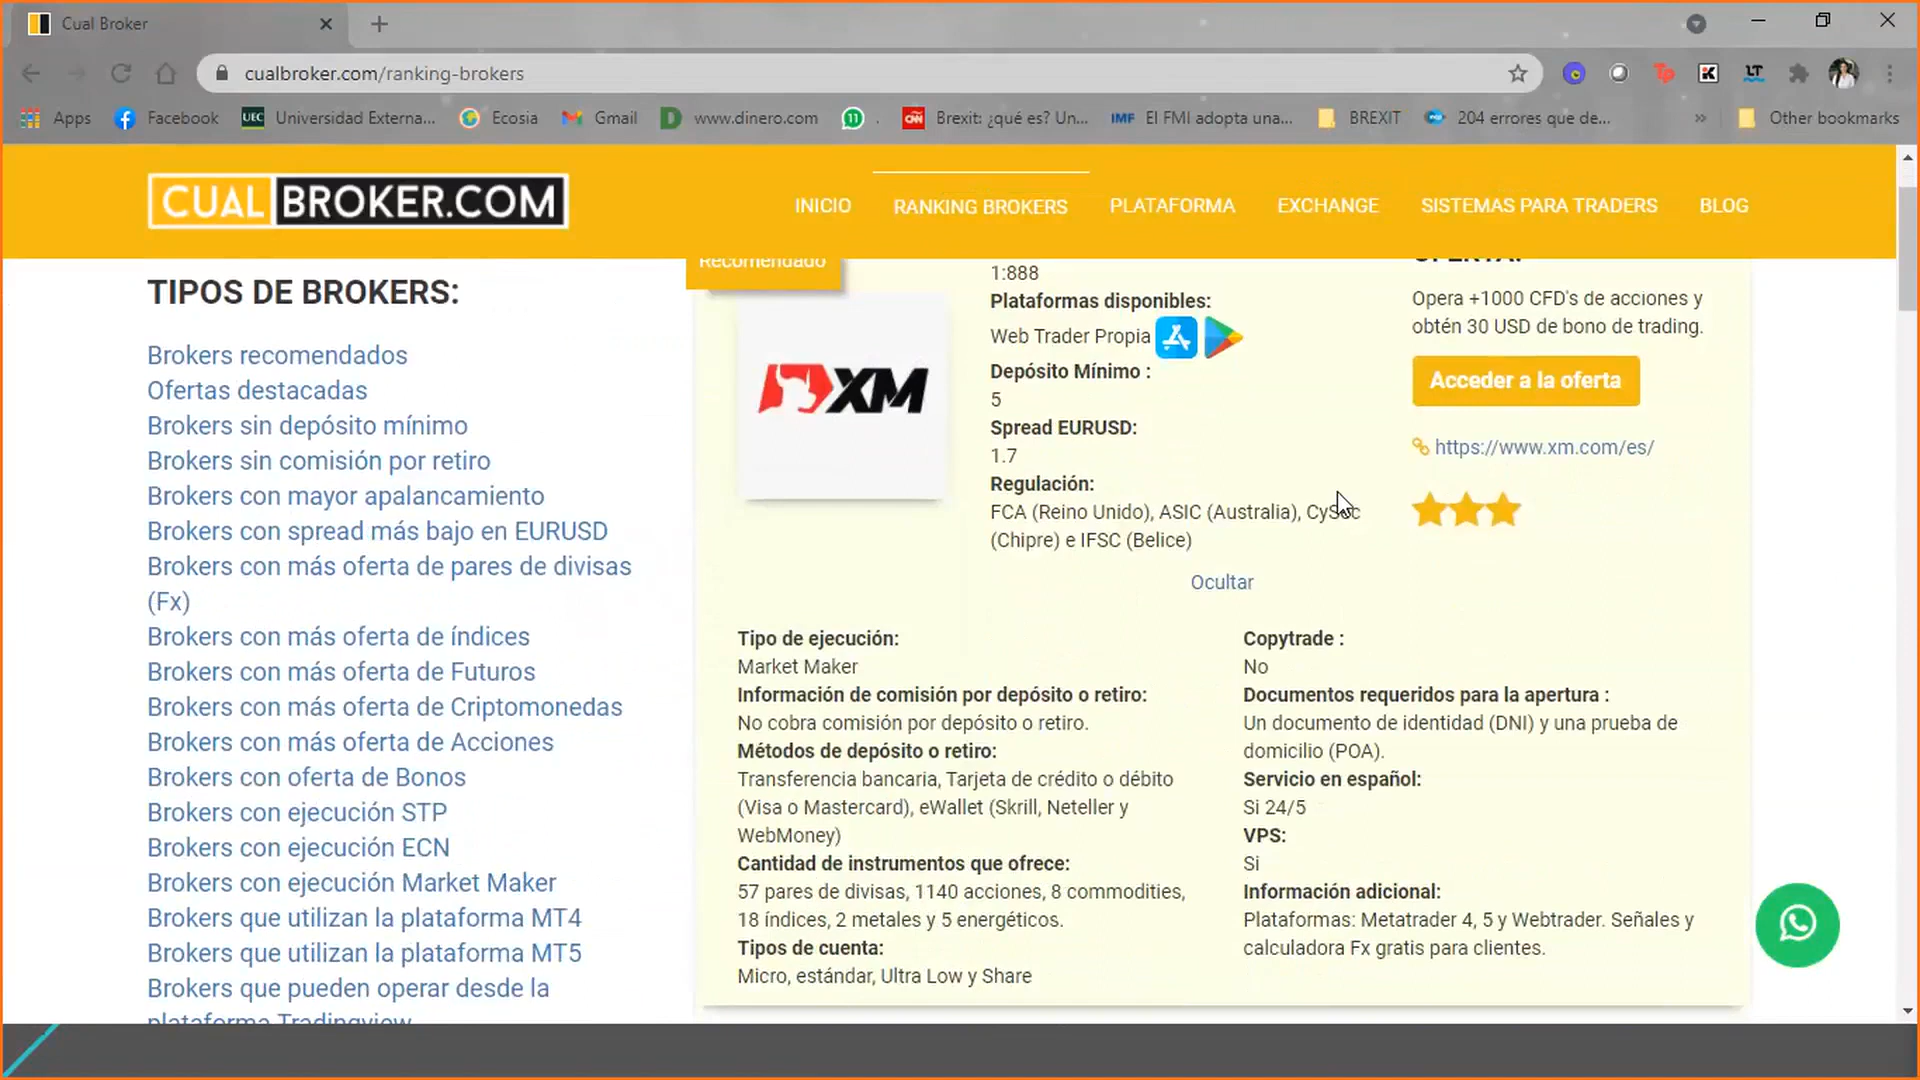 Cual Broker
cualbroker.com/ranking-brokers
Apps
Facebook
UEC
Universidad Externa...
Ecosia
Gmail
www.dinero.com
11
CNN
Brexit: ¿qué es? Un...
IMF
El FMI adopta una...
BREXIT
204 errores que de...
Other bookmarks
CUALBROKER.COM
INICIO
RANKING BROKERS
PLATAFORMA
EXCHANGE
SISTEMAS PARA TRADERS
BLOG
TIPOS DE BROKERS:
Brokers recomendados
Ofertas destacadas
Brokers sin depósito mínimo
Brokers sin comisión por retiro
Brokers con mayor apalancamiento
Brokers con spread más bajo en EURUSD
Brokers con más oferta de pares de divisas
(Fx)
Brokers con más oferta de índices
Brokers con más oferta de Futuros
Brokers con más oferta de Criptomonedas
Brokers con más oferta de Acciones
Brokers con oferta de Bonos
Brokers con ejecución STP
Brokers con ejecución ECN
Brokers con ejecución Market Maker
Brokers que utilizan la plataforma MT4
Brokers que utilizan la plataforma MT5
Brokers que pueden operar desde la
plataforma Tradingview
Recomendado
XM
1:888
Plataformas disponibles:
Web Trader Propia
Depósito Mínimo :
5
Spread EURUSD:
1.7
Regulación:
FCA (Reino Unido), ASIC (Australia), CySec
(Chipre) e IFSC (Belice)
Ocultar
OFERTA:
Opera +1000 CFD's de acciones y
obtén 30 USD de bono de trading.
Acceder a la oferta
https://www.xm.com/es/
Tipo de ejecución:
Market Maker
Información de comisión por depósito o retiro:
No cobra comisión por depósito o retiro.
Métodos de depósito o retiro:
Transferencia bancaria, Tarjeta de crédito o débito
(Visa o Mastercard), eWallet (Skrill, Neteller y
WebMoney)
Cantidad de instrumentos que ofrece:
57 pares de divisas, 1140 acciones, 8 commodities,
18 índices, 2 metales y 5 energéticos.
Tipos de cuenta:
Micro, estándar, Ultra Low y Share
Copytrade :
No
Documentos requeridos para la apertura :
Un documento de identidad (DNI) y una prueba de
domicilio (POA).
Servicio en español:
Si 24/5
VPS:
Si
Información adicional:
Plataformas: Metatrader 4, 5 y Webtrader. Señales y
calculadora Fx gratis para clientes.